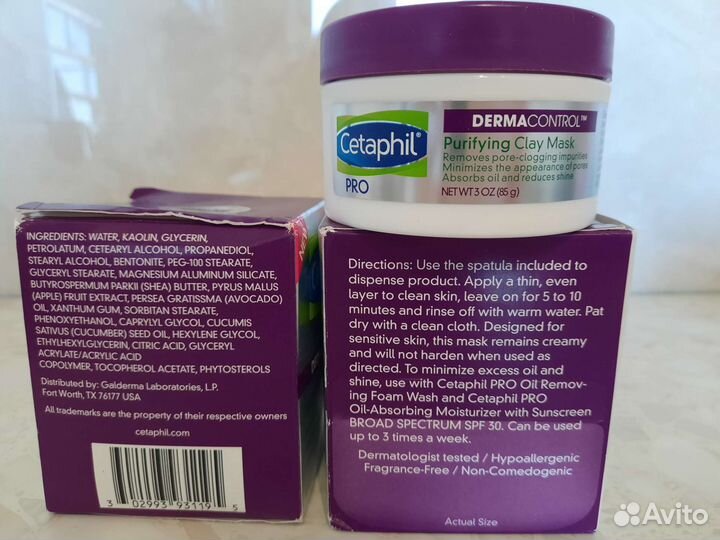 DERMACONTROL™
Cetaphil®
PRO
Purifying Clay Mask
Removes pore-clogging impurities
Minimizes the appearance of pores
Absorbs oil and reduces shine
NET WT 3 OZ (85 g)
INGREDIENTS: WATER, KAOLIN, GLYCERIN,
PETROLATUM, CETEARYL ALCOHOL, PROPANEDIOL,
STEARYL ALCOHOL, BENTONITE, PEG-100 STEARATE,
GLYCERYL STEARATE, MAGNESIUM ALUMINUM SILICATE,
BUTYROSPERMUM PARKII (SHEA) BUTTER, PYRUS MALUS
(APPLE) FRUIT EXTRACT, PERSEA GRATISSMA (AVOCADO)
OIL, XANTHUM GUM, SORBITAN STEARATE,
PHENOXYETHANOL, CAPRYLYL GLYCOL, CUCUMIS
SATIVUS (CUCUMBER) SEED OIL, HEXYLENE GLYCOL,
ETHYLHEXYLGLYCERIN, CITRIC ACID, GLYCERYL
ACRYLATE/ACRYLIC ACID
COPOLYMER, TOCOPHEROL ACETATE, PHYTOSTEROLS
Distributed by: Galderma Laboratories, L.P.
Fort Worth, TX 76177 USA
All trademarks are the property of their respective owners
cetaphil.com
3 02993 93119 5
Directions: Use the spatula included to
dispense product. Apply a thin, even
layer to clean skin, leave on for 5 to 10
minutes and rinse off with warm water. Pat
dry with a clean cloth. Designed for
sensitive skin, this mask remains creamy
and will not harden when used as
directed. To minimize excess oil and
shine, use with Cetaphil PRO Oil Remov-
ing Foam Wash and Cetaphil PRO
Oil-Absorbing Moisturizer with Sunscreen
BROAD SPECTRUM SPF 30. Can be used
up to 3 times a week.
Dermatologist tested / Hypoallergenic
Fragrance-Free / Non-Comedogenic
Actual Size
Avito